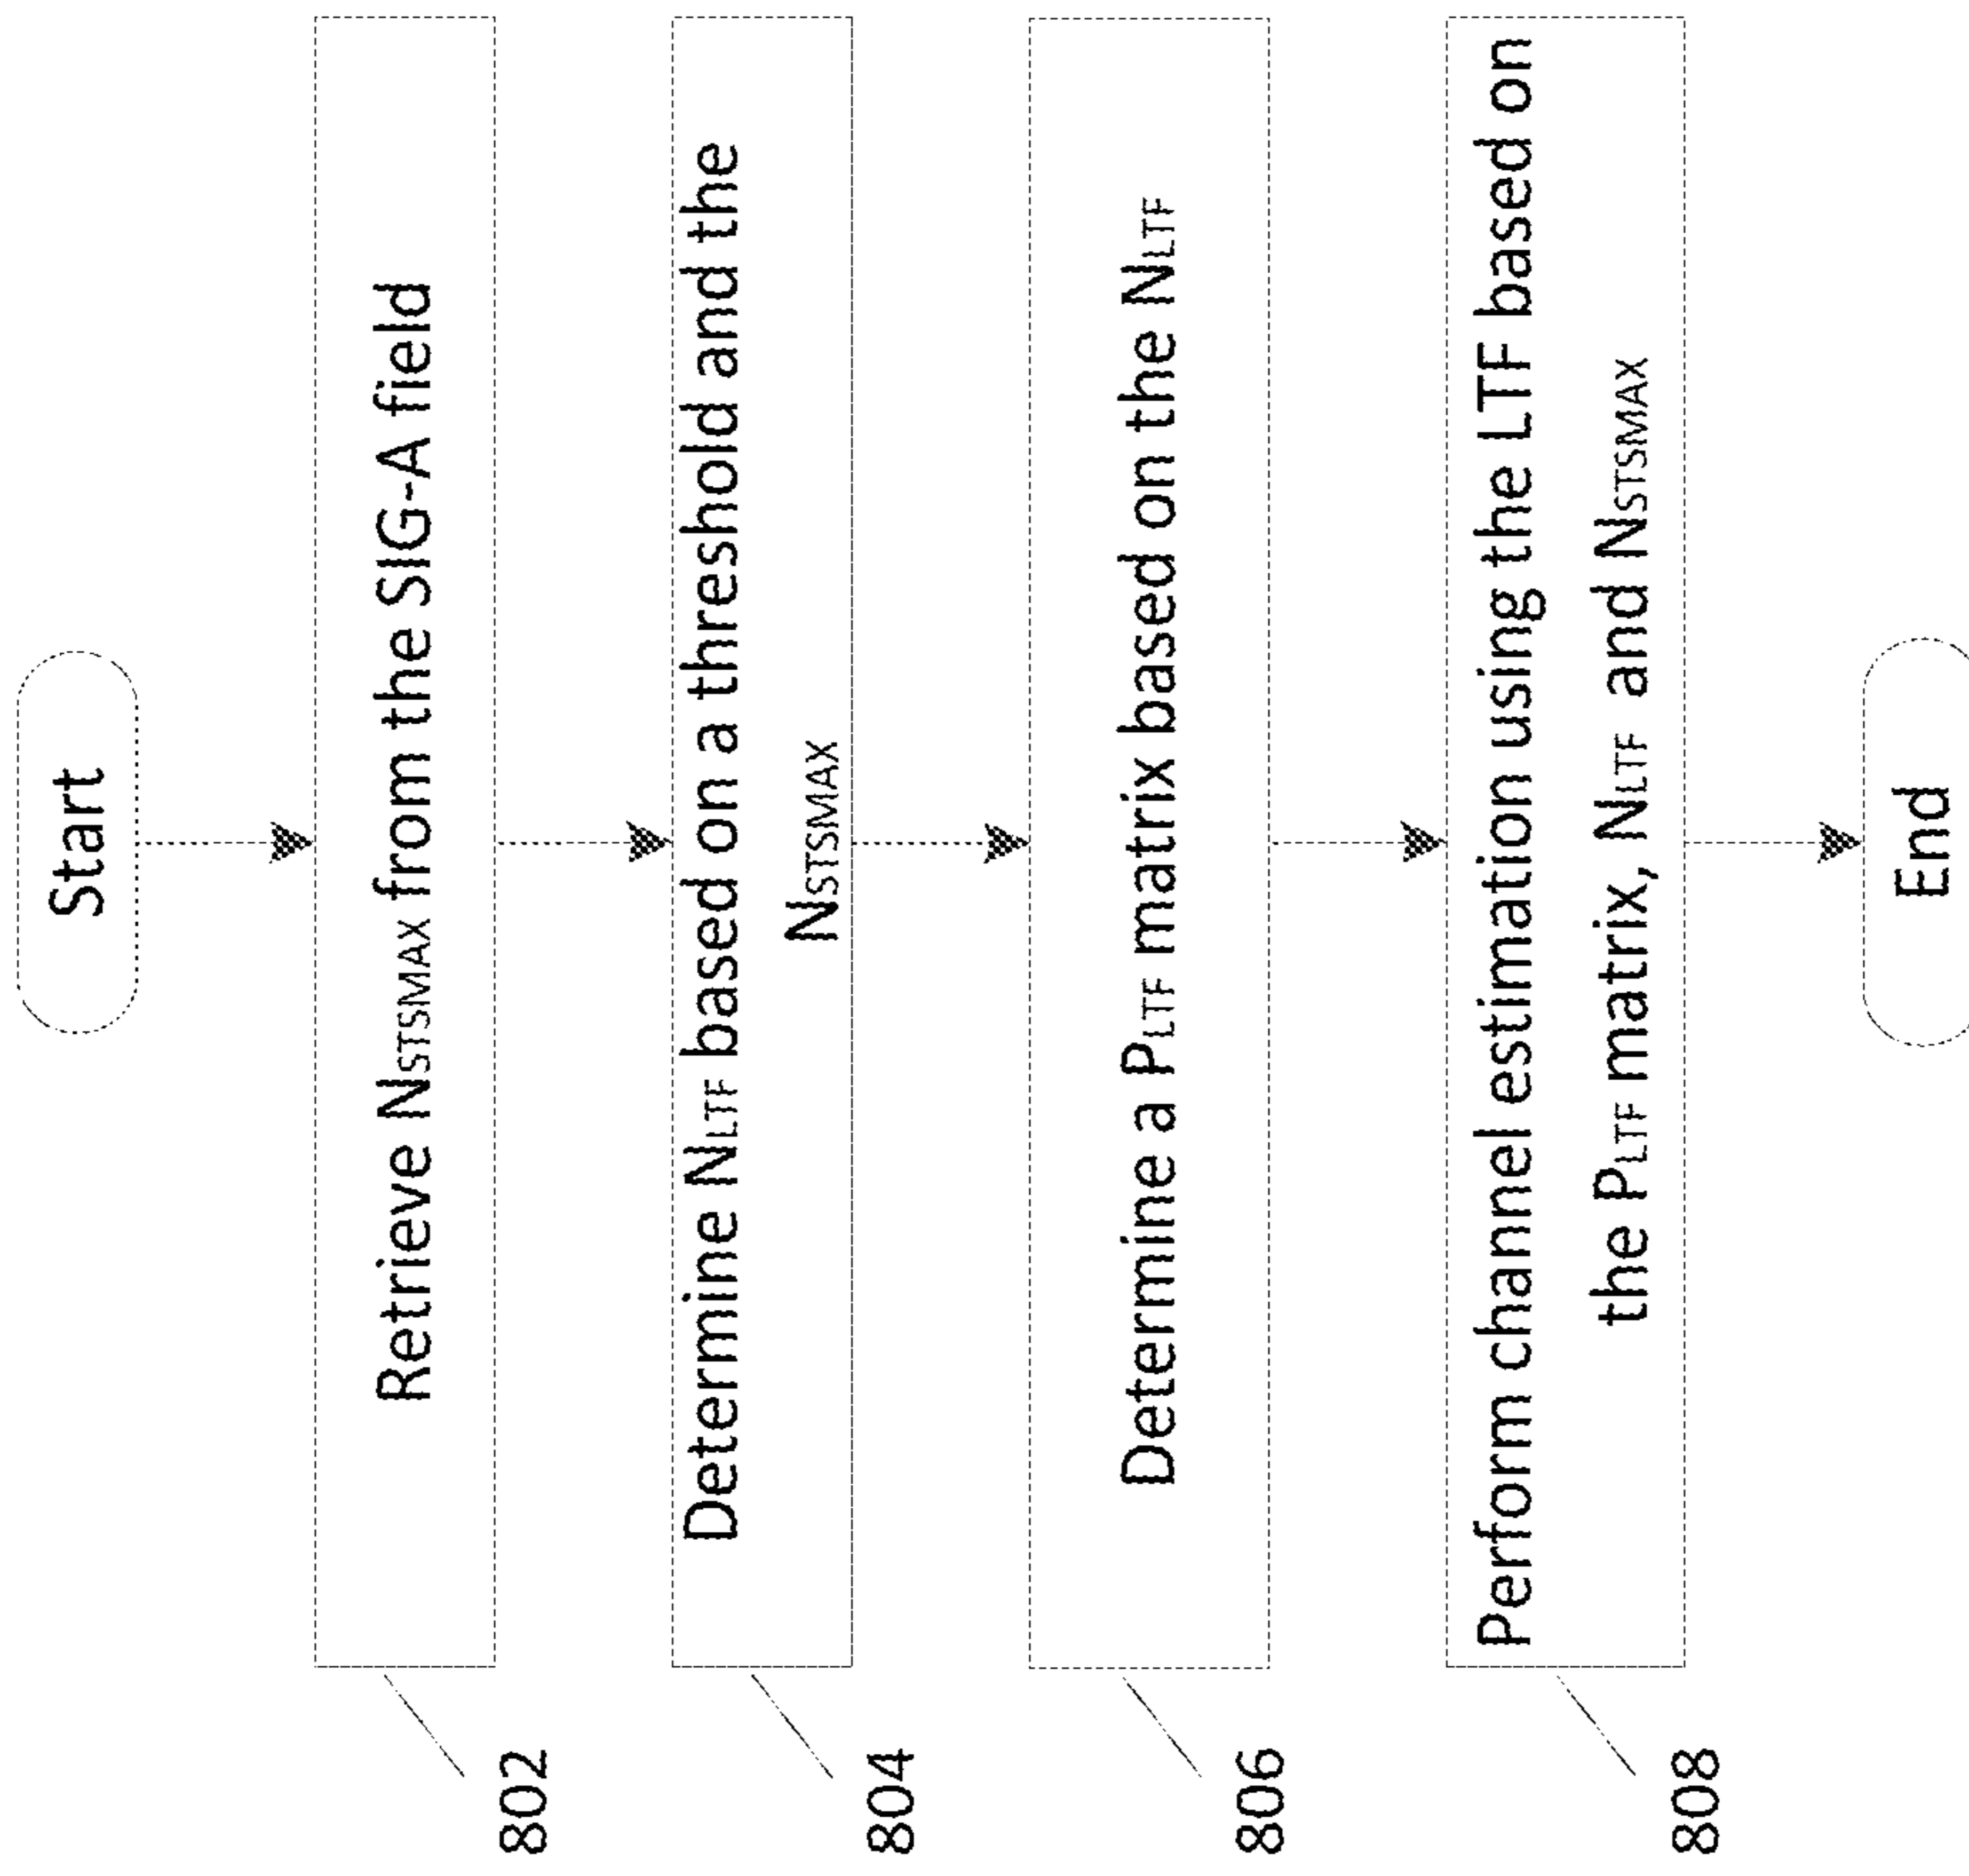 Start
Retrieve NSTSMAX from the SIG-A field
802
Determine NLTF based on a threshold and the
NSTSMAX
804
Determine a PLTF matrix based on the NLTF
806
Perform channel estimation using the LTF based on
the PLTF matrix, NLTF and NSTSMAX
808
End